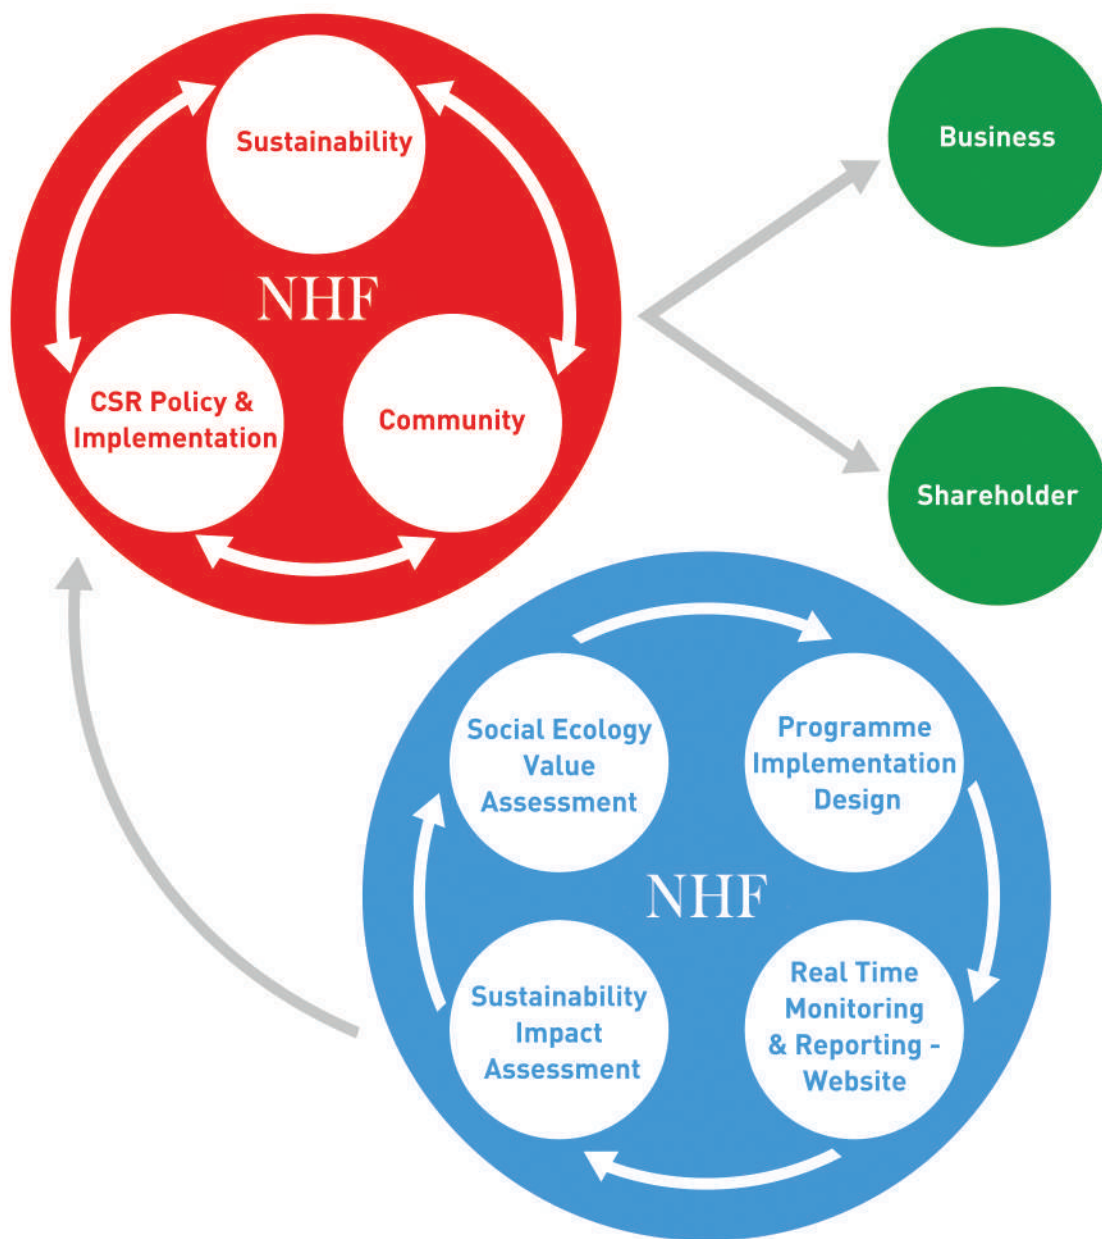 Sustainability
NHF
CSR Policy &
Implementation
Community
Business
Shareholder
Social Ecology
Value
Assessment
Programme
Implementation
Design
NHF
Sustainability
Impact
Assessment
Real Time
Monitoring
& Reporting -
Website